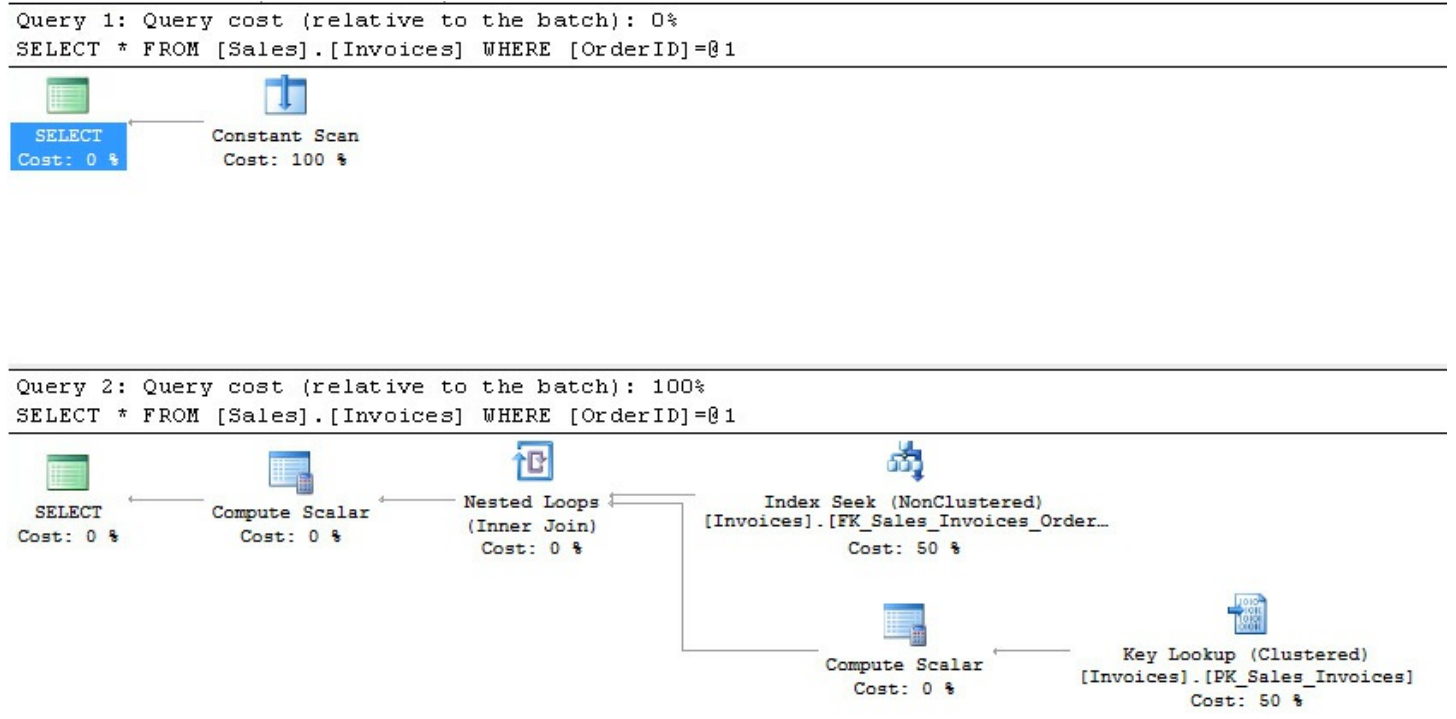 Query 1: Query cost (relative to the batch): 0%
SELECT * FROM [Sales].[Invoices] WHERE [OrderID]=@1
SELECT
Cost: 0 %
Constant Scan
Cost: 100 %
Query 2: Query cost (relative to the batch): 100%
SELECT * FROM [Sales].[Invoices] WHERE [OrderID]=@1
SELECT
Cost: 0 %
Compute Scalar
Cost: 0 %
Nested Loops
(Inner Join)
Cost: 0 %
Index Seek (NonClustered)
[Invoices].[FK_Sales_Invoices_Order…
Cost: 50 %
Compute Scalar
Cost: 0 %
Key Lookup (Clustered)
[Invoices].[PK_Sales_Invoices]
Cost: 50 %